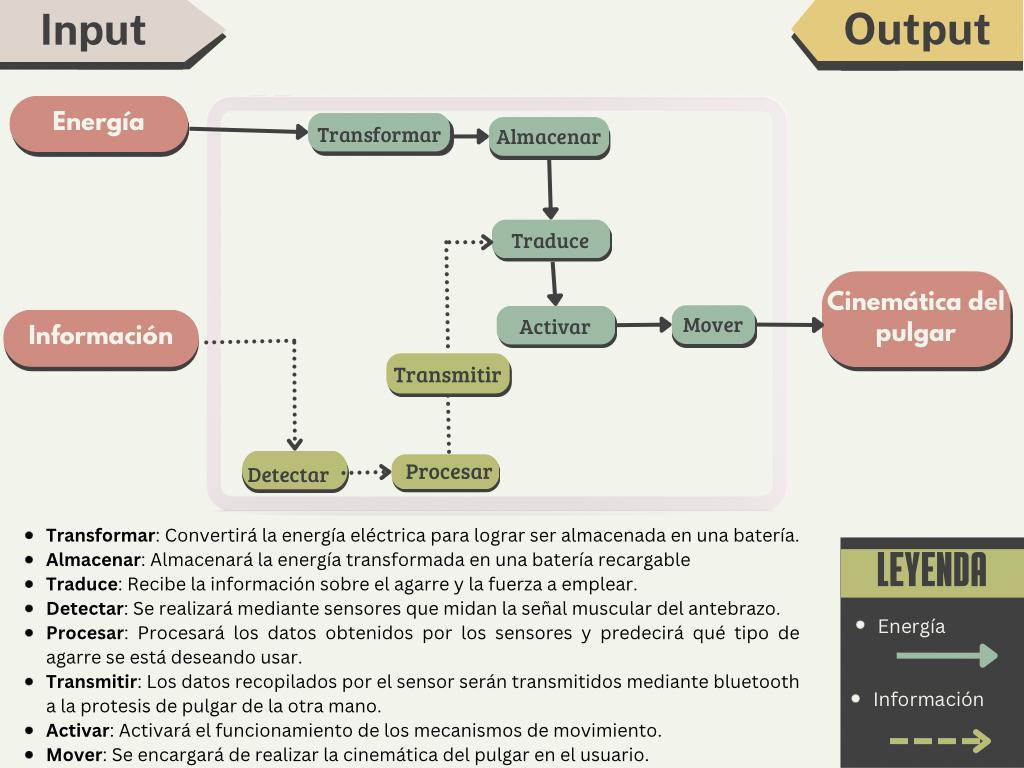 Input
Output
Energía
Transformar
Almacenar
Traduce
Información
Activar
Mover
Cinemática del
pulgar
Transmitir
Detectar
Procesar
• Transformar: Convertirá la energía eléctrica para lograr ser almacenada en una batería.
• Almacenar: Almacenará la energía transformada en una batería recargable
• Traduce: Recibe la información sobre el agarre y la fuerza a emplear.
• Detectar: Se realizará mediante sensores que midan la señal muscular del antebrazo.
• Procesar: Procesará los datos obtenidos por los sensores y predecirá qué tipo de
agarre se está deseando usar.
• Transmitir: Los datos recopilados por el sensor serán transmitidos mediante bluetooth
a la protesis de pulgar de la otra mano.
• Activar: Activará el funcionamiento de los mecanismos de movimiento.
• Mover: Se encargará de realizar la cinemática del pulgar en el usuario.
LEYENDA
• Energía
• Información